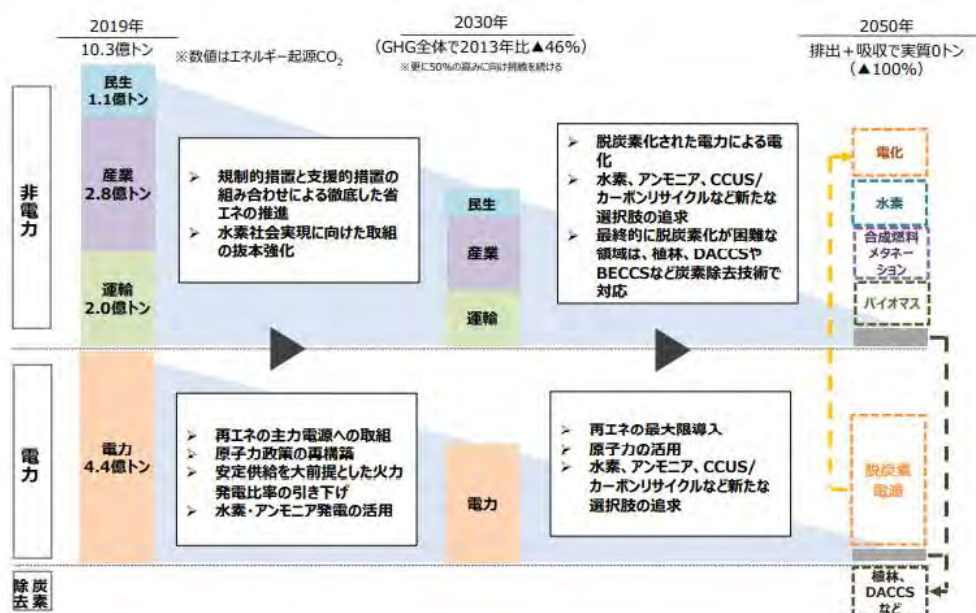 2019年
10.3億トン
※数値はエネルギー起源CO2
2030年
(GHG全体で2013年比▲46%)
※更に50%の高みに向け挑戦を続ける
2050年
排出＋吸収で実質0トン
(▲100%)
非電力
民生
1.1億トン
産業
2.8億トン
運輸
2.0億トン
➢ 規制的措置と支援的措置の
組み合わせによる徹底した省
エネの推進
➢ 水素社会実現に向けた取組
の抜本強化
民生
産業
運輸
➢ 脱炭素化された電力による電
化
➢ 水素、アンモニア、CCUS/
カーボンリサイクルなど新たな
選択肢の追求
➢ 最終的に脱炭素化が困難な
領域は、植林、DACCSや
BECCSなど炭素除去技術で
対応
電化
水素
合成燃料
メタネー
ション
バイオマス
電力
電力
4.4億トン
➢ 再エネの主力電源への取組
➢ 原子力政策の再構築
➢ 安定供給を大前提とした火力
発電比率の引き下げ
➢ 水素・アンモニア発電の活用
電力
➢ 再エネの最大限導入
➢ 原子力の活用
➢ 水素、アンモニア、CCUS/
カーボンリサイクルなど新たな
選択肢の追求
脱炭素
電源
炭素除去
植林、
DACCS
など